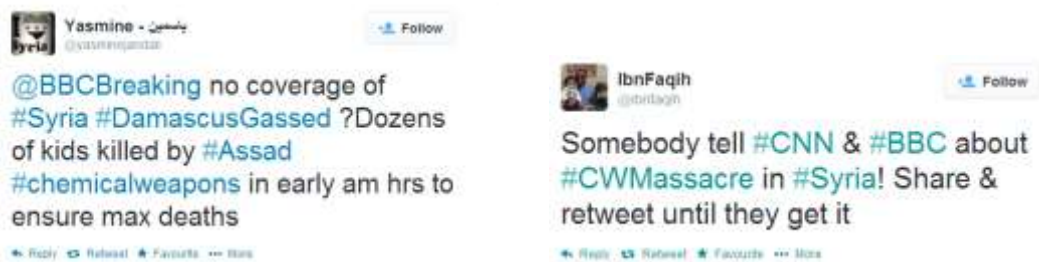 Syria
Yasmine - ياسمين
@yasminejandali
Follow
@BBCBreaking no coverage of
#Syria #DamascusGassed ?Dozens
of kids killed by #Assad
#chemicalweapons in early am hrs to
ensure max deaths
Reply Retweet Favourite More
IbnFaqih
@ibnfaqih
Follow
Somebody tell #CNN & #BBC about
#CWMassacre in #Syria! Share &
retweet until they get it
Reply Retweet Favourite More